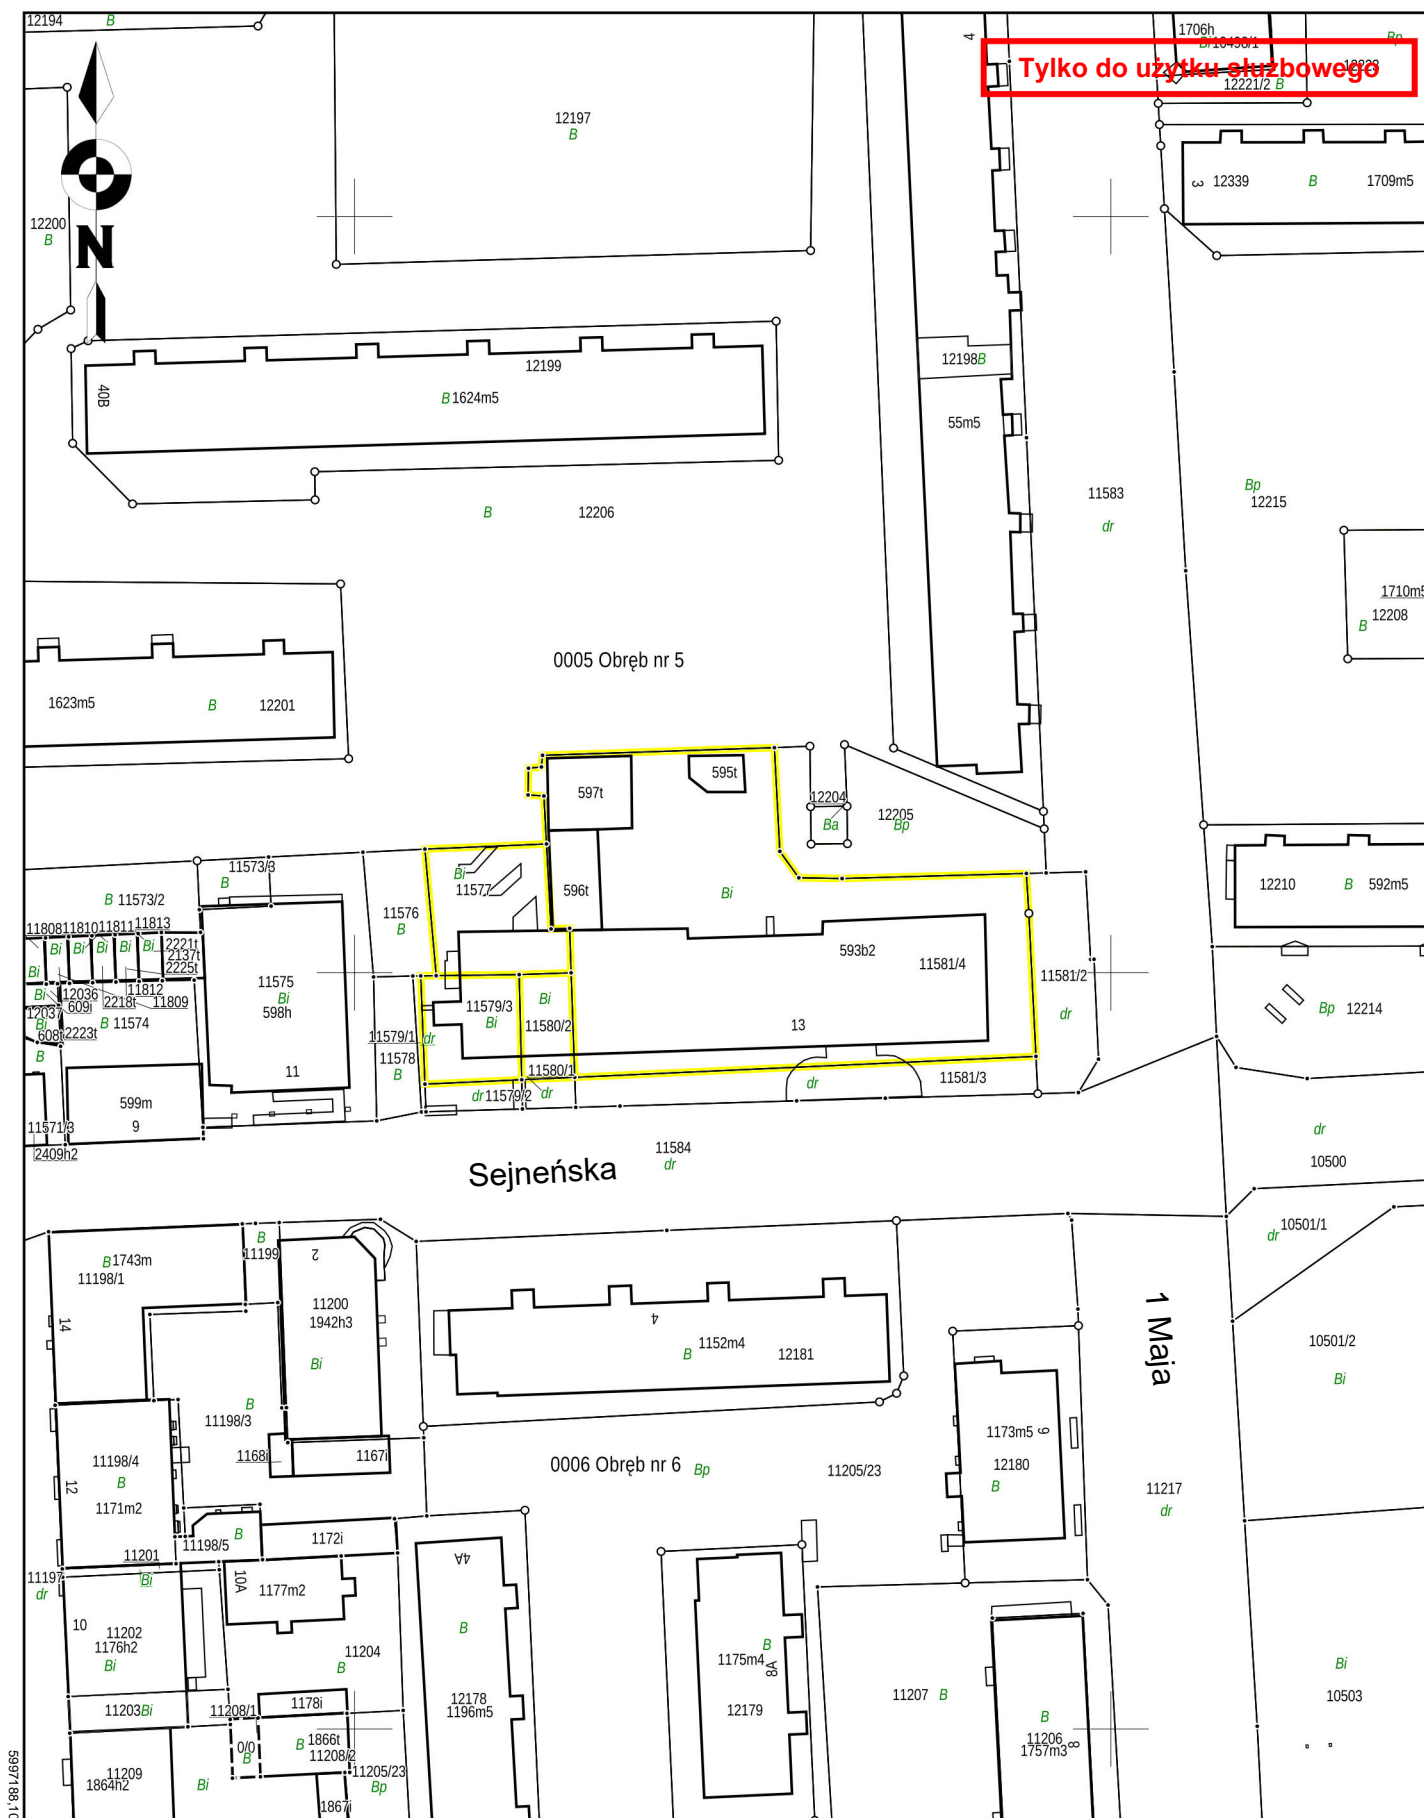 12194 B
1706h
Bi 10498/1
Bp
4
Tylko do użytku służbowego
12223
12221/2 B
12197
B
3 12339 B 1709m5
12200
B
N
12199
12198 B
40B
B 1624m5
55m5
11583
dr
Bp
12215
B 12206
1710m5
12208
B
0005 Obręb nr 5
1623m5 B 12201
597t
595t
12204
Ba
12205
Bp
11573/3
B
Bi
11577
596t
Bi
12210 B 592m5
B 11573/2
11576
B
11808
11810
11811
11813
Bi
Bi
Bi
Bi
Bi
2221t
2137t
2225t
593b2
11581/4
11581/2
dr
Bi
12036
609i
2218t
11812
11809
11575
Bi
598h
11579/3
Bi
Bi
11580/2
Bp 12214
12037
Bi
608t
2223t
B 11574
B
11579/1
dr
13
11578
B
11
11580/1
dr
11579/2
dr
dr
11581/3
599m
9
11571/3
2409h2
11584
dr
Sejneńska
dr
10500
10501/1
dr
B 1743m
11198/1
B
11199
2
11200
1942h3
Bi
14
4
B 1152m4
12181
1 Maja
10501/2
Bi
B
11198/3
1168i
1167i
11198/4
B
1171m2
12
0006 Obręb nr 6
Bp
11205/23
1173m5
9
12180
B
11217
dr
B
11198/5
1172i
11201
Bi
11197
dr
10A
1177m2
4A
B
10
11202
1176h2
Bi
11204
B
1175m4
B
8A
12179
12178
1196m5
11207 B
Bi
10503
11203 Bi
11208/1
1178i
0/0
B
B 1866t
11208/2
11205/23
Bp
B
11206
1757m3
8
11209
1864h2
Bi
1867i